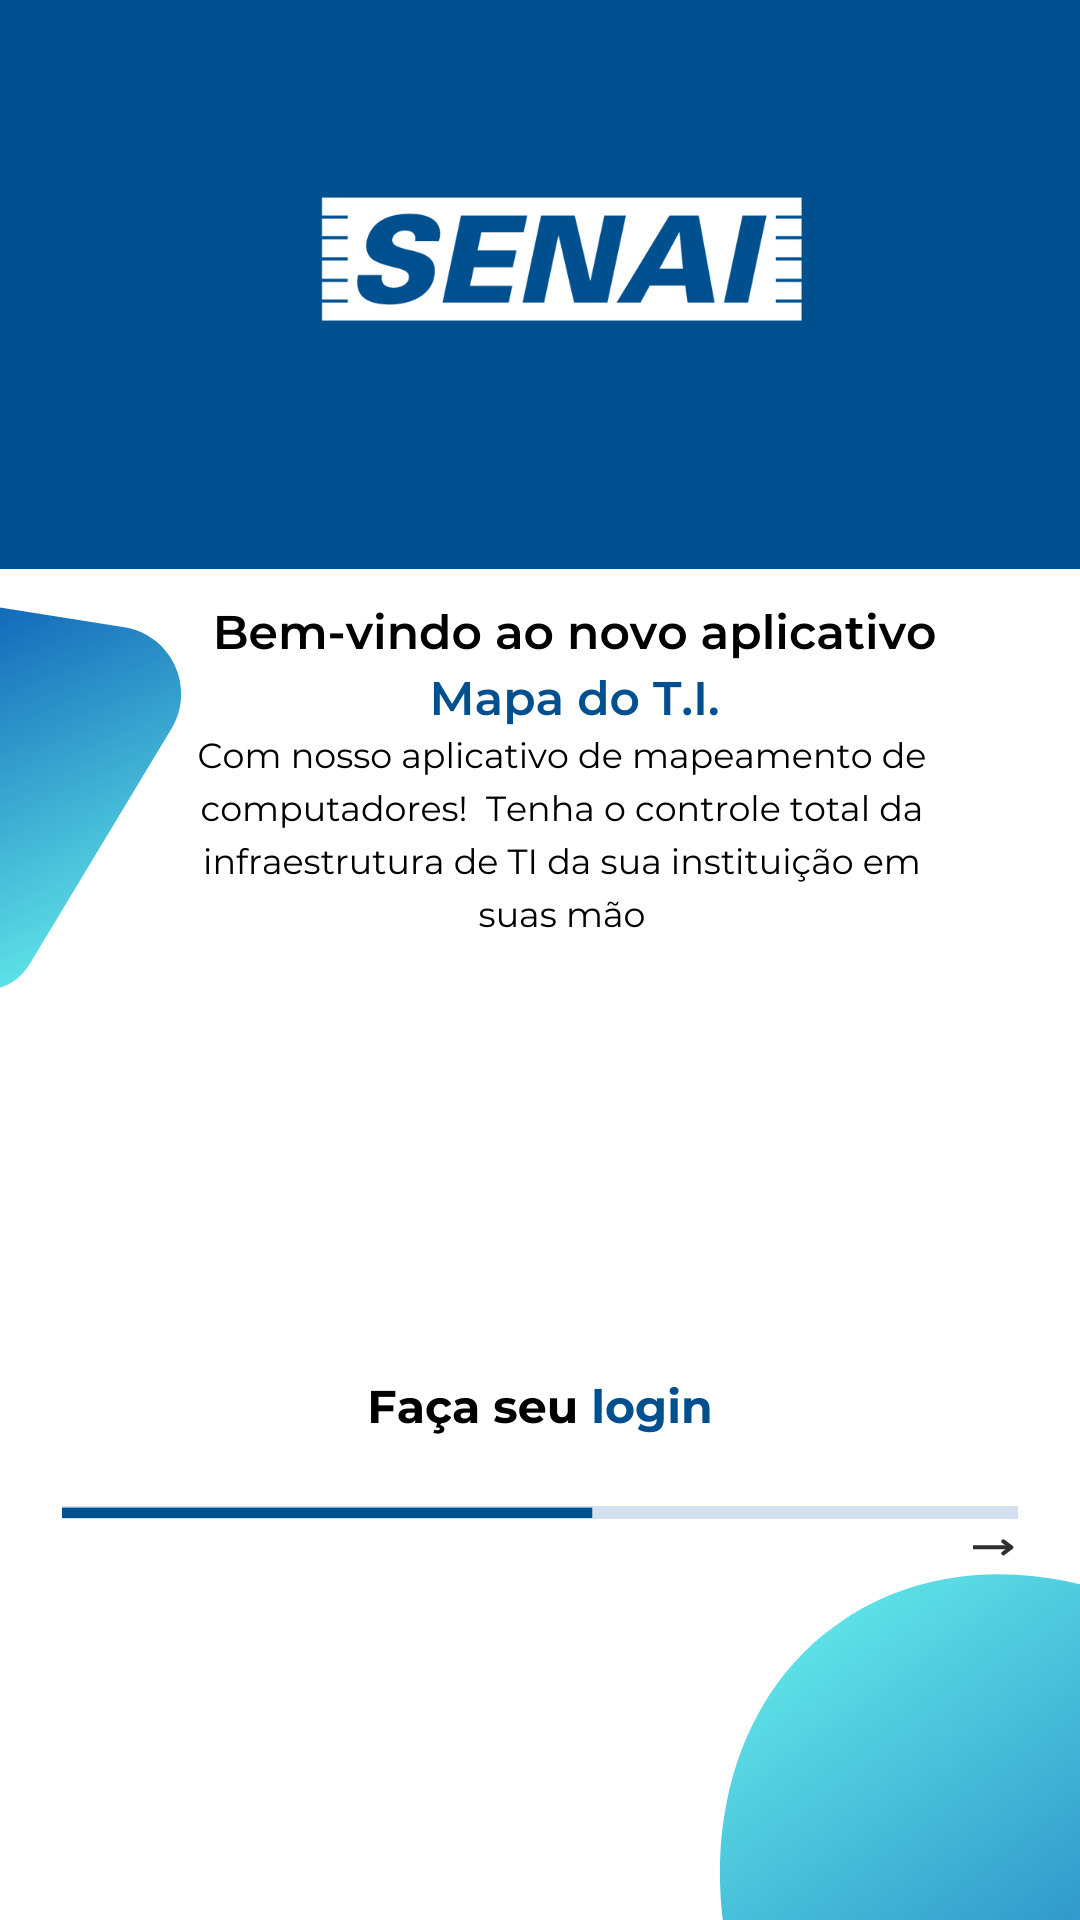 SENAI
Bem-vindo ao novo aplicativo
Mapa do T.I.
Com nosso aplicativo de mapeamento de
computadores!  Tenha o controle total da
infraestrutura de TI da sua instituição em
suas mão
Faça seu login